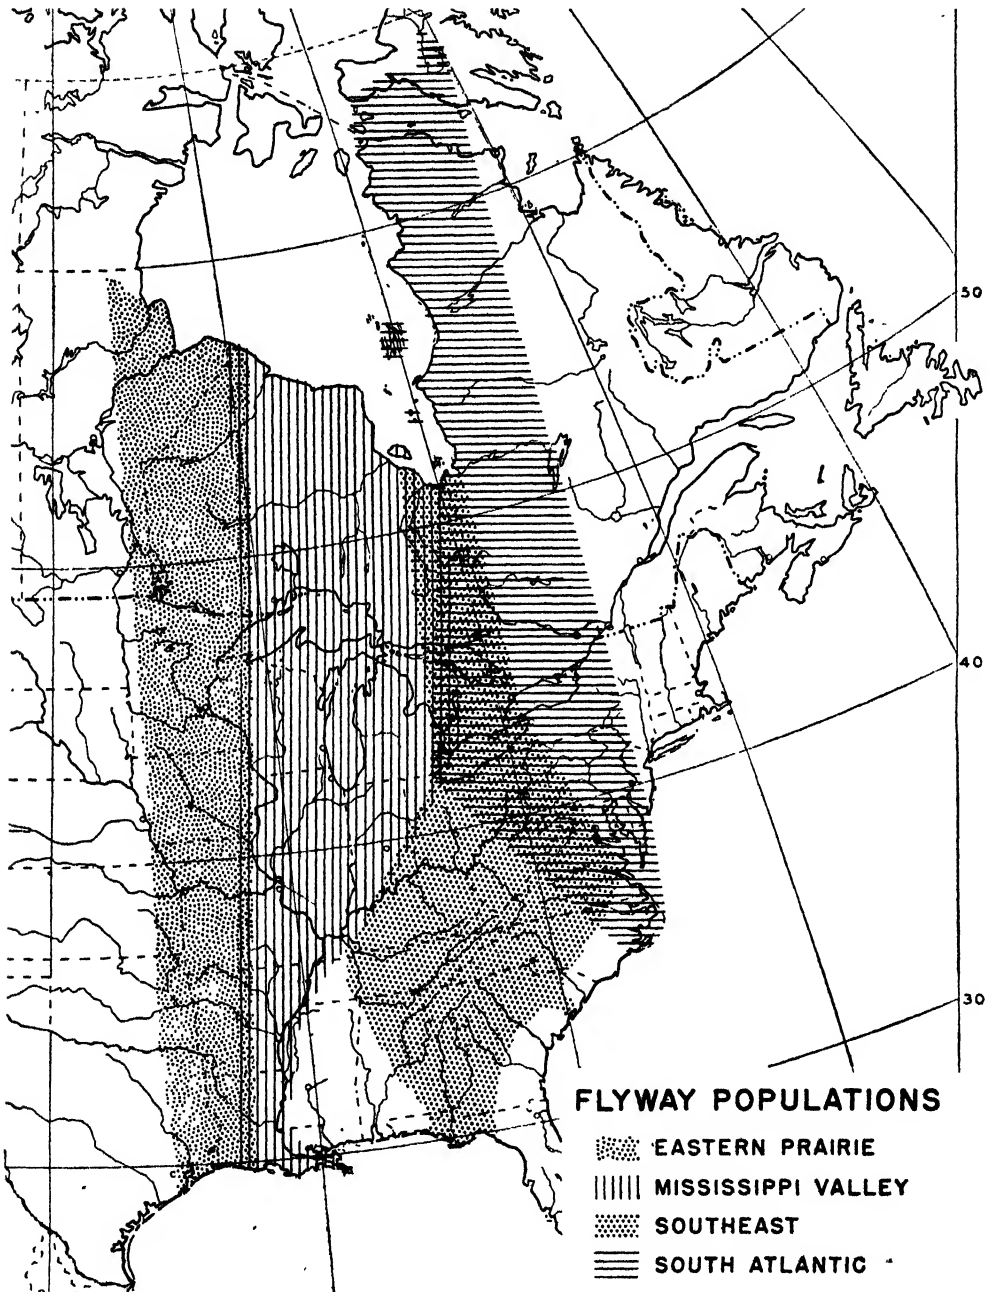 50
40
30
FLYWAY POPULATIONS
EASTERN PRAIRIE
MISSISSIPPI VALLEY
SOUTHEAST
SOUTH ATLANTIC